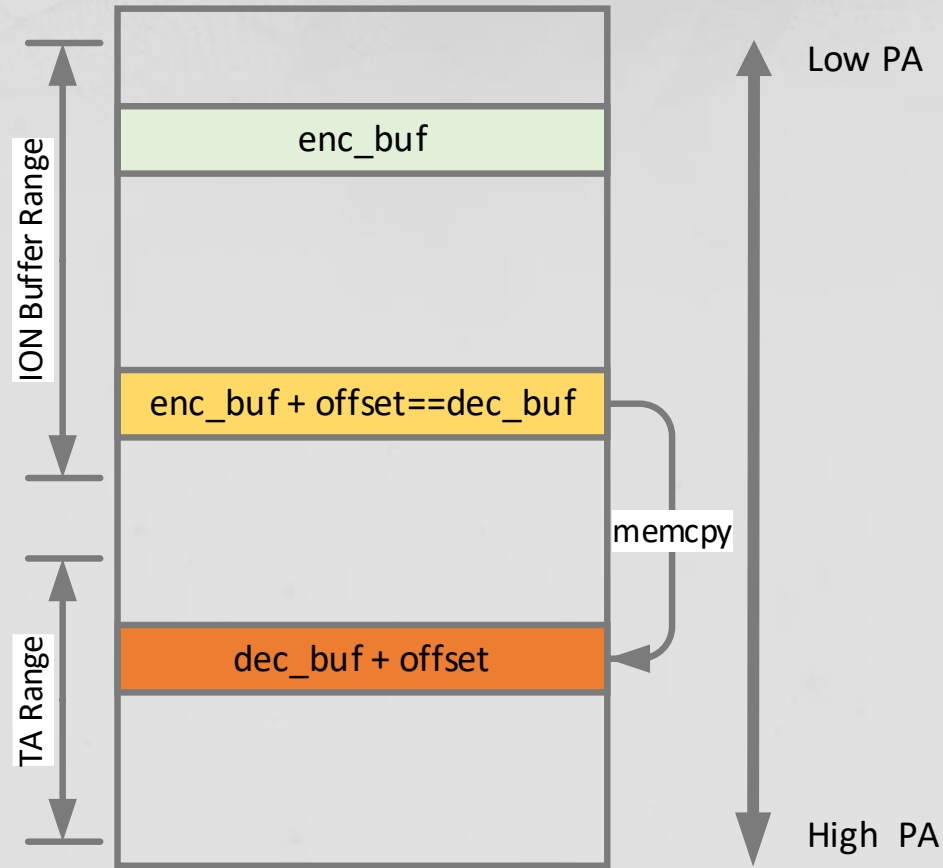 Low PA
enc_buf
ION Buffer Range
enc_buf + offset==dec_buf
memcpy
dec_buf + offset
TA Range
High PA